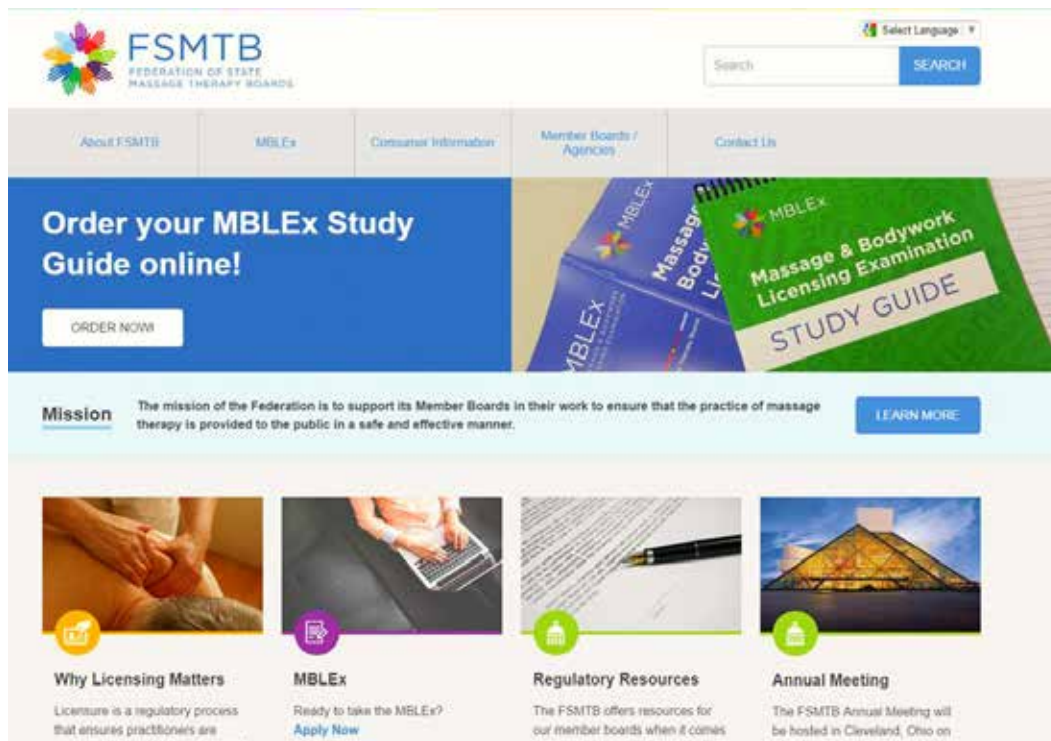 FSMTB
FEDERATION OF STATE
MASSAGE THERAPY BOARDS
Select Language ▼
Search
SEARCH
About FSMTB
MBLEx
Consumer Information
Member Boards /
Agencies
Contact Us
Order your MBLEx Study
Guide online!
ORDER NOW!
MBLEx
Massage
Body
Li
MBLEx
MBLEx
Massage & Bodywork
Licensing Examination
STUDY GUIDE
Mission
The mission of the Federation is to support its Member Boards in their work to ensure that the practice of massage
therapy is provided to the public in a safe and effective manner.
LEARN MORE
Why Licensing Matters
Licensure is a regulatory process
that ensures practitioners are
MBLEx
Ready to take the MBLEx?
Apply Now
Regulatory Resources
The FSMTB offers resources for
our member boards when it comes
Annual Meeting
The FSMTB Annual Meeting will
be hosted in Cleveland, Ohio on